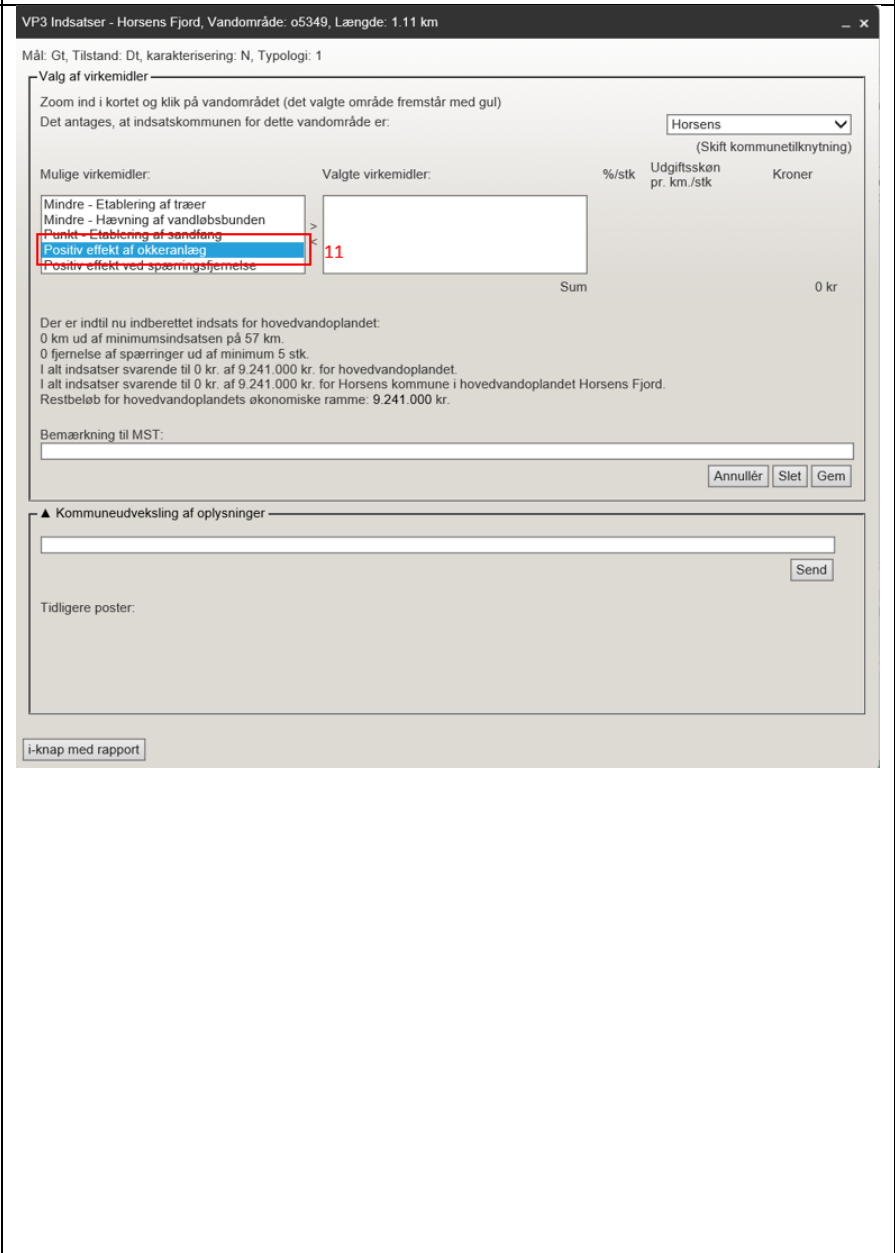 VP3 Indsatser - Horsens Fjord, Vandområde: o5349, Længde: 1.11 km
Mål: Gt, Tilstand: Dt, karakterisering: N, Typologi: 1
Valg af virkemidler
Zoom ind i kortet og klik på vandområdet (det valgte område fremstår med gul)
Det antages, at indsatskommunen for dette vandområde er:
Horsens
(Skift kommunetilknytning)
Mulige virkemidler: Valgte virkemidler: %/stk Udgiftsskøn pr. km./stk Kroner
Mindre - Etablering af træer
Mindre - Hævning af vandløbsbunden
Punkt - Etablering af sandfang
Positiv effekt af okkeranlæg
Positiv effekt ved spærringsfjernelse
>
<
11
Sum 0 kr
Der er indtil nu indberettet indsats for hovedvandoplandet:
0 km ud af minimumsindsatsen på 57 km.
0 fjernelse af spærringer ud af minimum 5 stk.
I alt indsatser svarende til 0 kr. af 9.241.000 kr. for hovedvandoplandet.
I alt indsatser svarende til 0 kr. af 9.241.000 kr. for Horsens kommune i hovedvandoplandet Horsens Fjord.
Restbeløb for hovedvandoplandets økonomiske ramme: 9.241.000 kr.
Bemærkning til MST:
Annullér Slet Gem
▲ Kommuneudveksling af oplysninger
Send
Tidligere poster:
i-knap med rapport